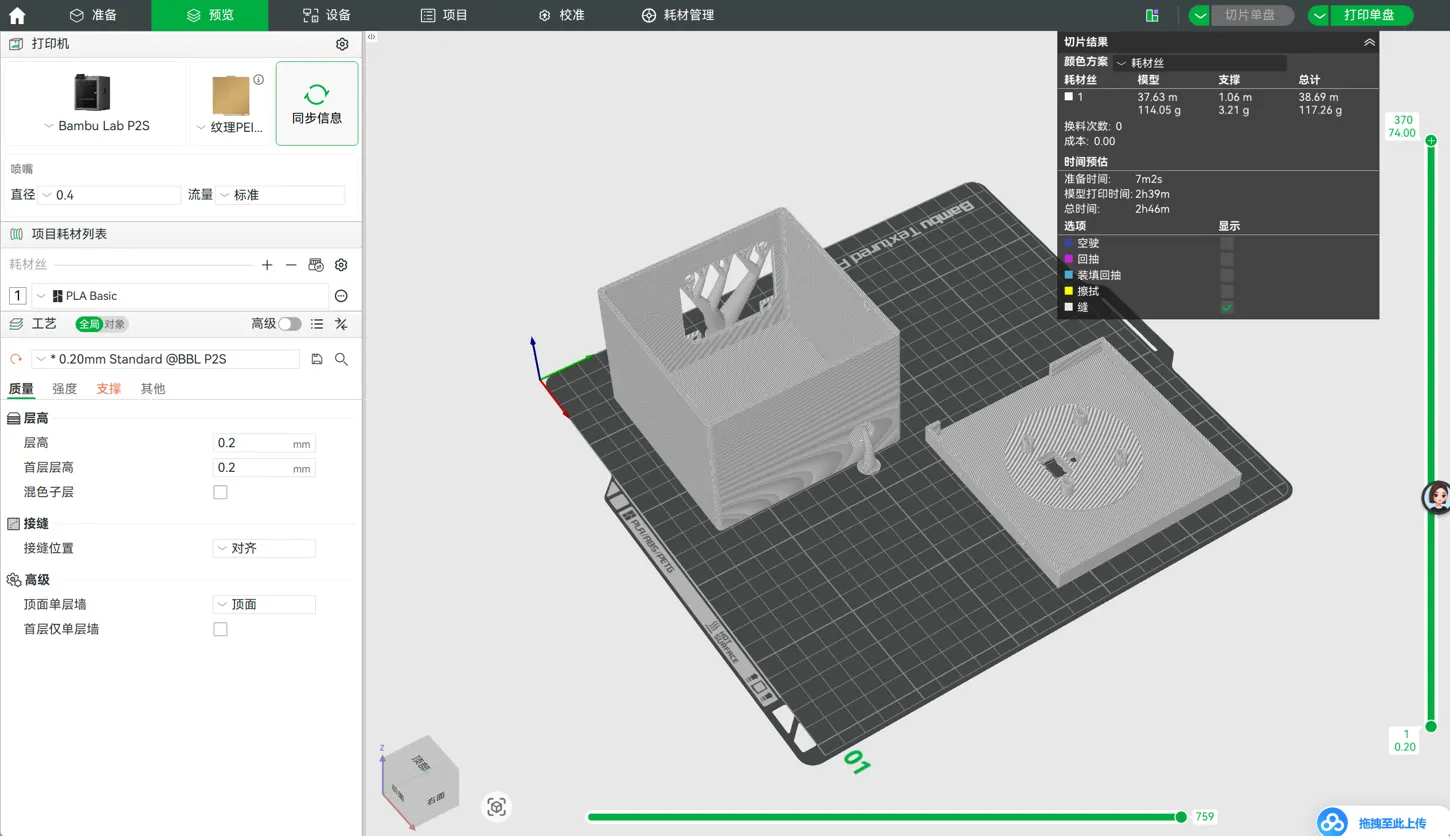 准备 预览 设备 项目 校准 耗材管理 切片单盘 打印单盘
打印机
Bambu Lab P2S
纹理PEI...
同步信息
喷嘴
直径 0.4 流量 标准
项目耗材列表
耗材丝
1 PLA Basic
工艺 全局 对象 高级
* 0.20mm Standard @BBL P2S
质量 强度 支撑 其他
层高
层高 0.2 mm
首层层高 0.2 mm
混色子层
接缝
接缝位置 对齐
高级
顶面单层墙 顶面
首层仅单层墙
切片结果
颜色方案 耗材丝
耗材丝 模型 支撑 总计
1 37.63 m 1.06 m 38.69 m
114.05 g 3.21 g 117.26 g
换料次数: 0
成本: 0.00
时间预估
准备时间: 7m2s
模型打印时间: 2h39m
总时间: 2h46m
选项 显示
空驶
回抽
装填回抽
擦拭
缝
370
74.00
1
0.20
Bambu Textured P
PLA/ABS/PETG
HOT
SURFACE
01
z
顶部
右面
759
拖拽至此上传